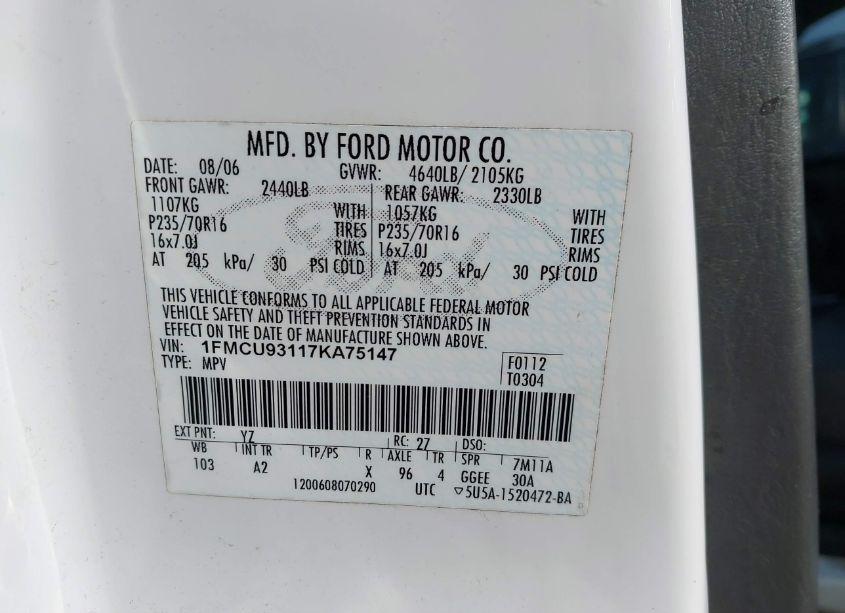 MFD. BY FORD MOTOR CO.
DATE: 08/06 GVWR: 4640LB/ 2105KG
FRONT GAWR: 2440LB REAR GAWR: 2330LB
1107KG WITH 1057KG WITH
P235/70R16 TIRES P235/70R16 TIRES
16x7.0J RIMS 16x7.0J RIMS
AT 205 kPa/ 30 PSI COLD AT 205 kPa/ 30 PSI COLD
Ford
THIS VEHICLE CONFORMS TO ALL APPLICABLE FEDERAL MOTOR
VEHICLE SAFETY AND THEFT PREVENTION STANDARDS IN
EFFECT ON THE DATE OF MANUFACTURE SHOWN ABOVE.
VIN: 1FMCU93117KA75147
TYPE: MPV
F0112
T0304
EXT PNT: YZ RC: 27 DSO:
WB INT TR TP/PS R AXLE TR SPR 7M11A
103 A2 X 96 4 GGEE 30A
1200608070290 UTC ▽5U5A-1520472-BA